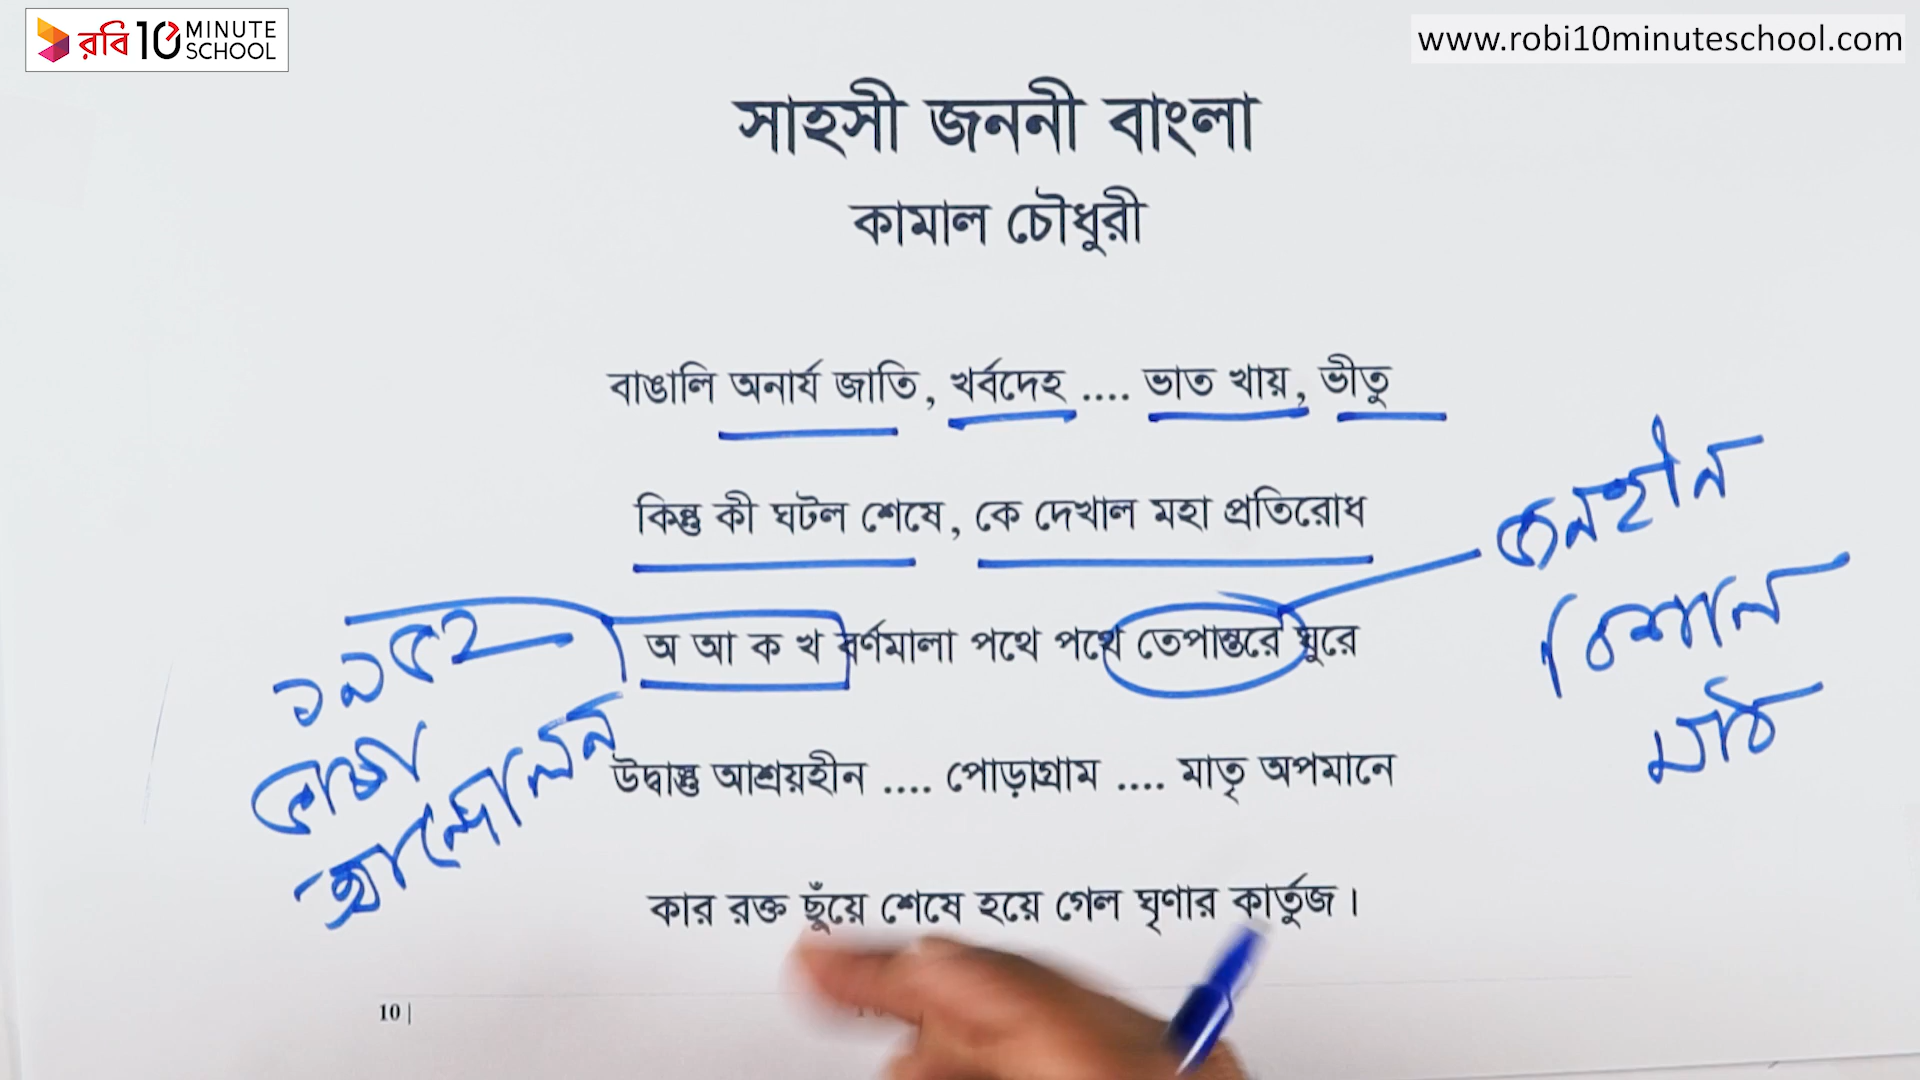 রবি 10 MINUTE SCHOOL
www.robi10minuteschool.com
সাহসী জননী বাংলা
কামাল চৌধুরী
বাঙালি অনার্য জাতি, খর্বদেহ .... ভাত খায়, ভীতু
কিন্তু কী ঘটল শেষে, কে দেখাল মহা প্রতিরোধ
অ আ ক খ বর্ণমালা পথে পথে তেপান্তরে ঘুরে
উদ্বাস্তু আশ্রয়হীন .... পোড়াগ্রাম .... মাতৃ অপমানে
কার রক্ত ছুঁয়ে শেষে হয়ে গেল ঘৃণার কার্তুজ।
১৯৫২
ভাষা
আন্দোলন
জনহীন
বিশাল
মাঠ
10 |